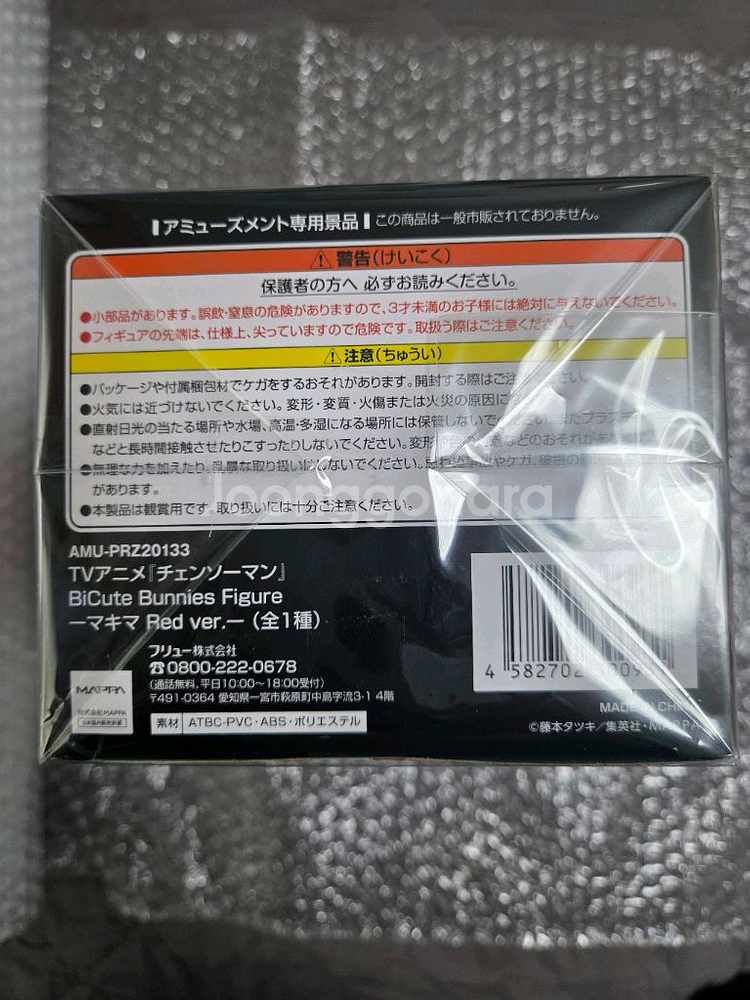 アミューズメント専用景品 この商品は一般市販されておりません。
警告(けいこく)
保護者の方へ 必ずお読みください。
●小部品があります。誤飲・窒息の危険がありますので、3才未満のお子様には絶対に与えないでください。
●フィギュアの先端は、仕様上、尖っていますので危険です。取扱う際はご注意ください。
注意(ちゅうい)
●パッケージや付属梱包材でケガをするおそれがあります。開封する際はご注意ください。
●火気には近づけないでください。変形・変質・火傷または火災の原因に
●直射日光の当たる場所や水場、高温・多湿になる場所には保管しないで
などと長時間接触させたりこすったりしないでください。変形
●無理な力を加えたり、乱暴な取り扱いはしないでください。
があります。
●本製品は観賞用です。取り扱いには十分ご注意ください。
joonggonara
AMU-PRZ20133
TVアニメ『チェンソーマン』
BiCute Bunnies Figure
ーマキマ Red ver.ー (全1種)
フリュー株式会社
☎0800-222-0678
(通話無料、平日10:00〜18:00受付)
〒491-0364 愛知県一宮市萩原町中島字流3-1 4階
MAPPA
株式会社MAPPA
素材 ATBC-PVC・ABS・ポリエステル
4 582702
MADE IN CHINA
©藤本タツキ/集英社・MAPPA